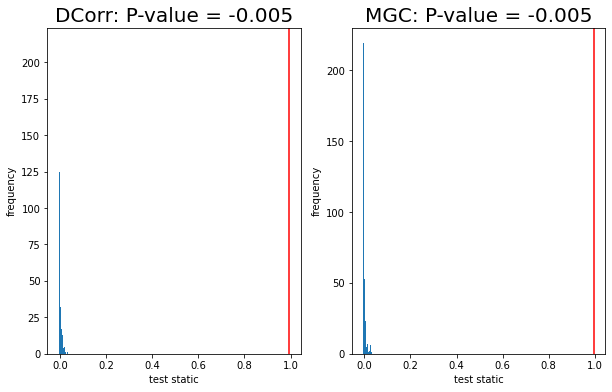 DCorr: P-value = -0.005
frequency
200
175
150
125
100
75
50
25
0
0.0 0.2 0.4 0.6 0.8 1.0
test static
MGC: P-value = -0.005
frequency
200
150
100
50
0
0.0 0.2 0.4 0.6 0.8 1.0
test static